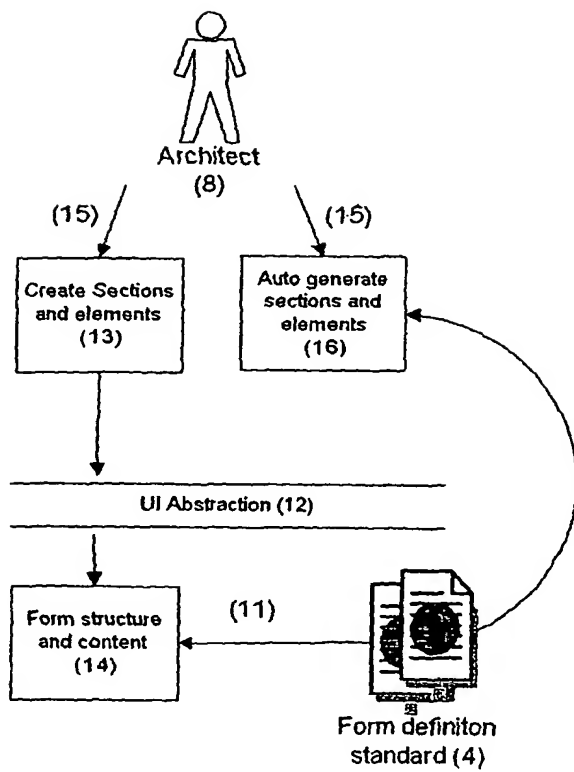 Architect
(8)
(15)
(15)
Create Sections
and elements
(13)
Auto generate
sections and
elements
(16)
UI Abstraction (12)
Form structure
and content
(14)
(11)
Form definiton
standard (4)